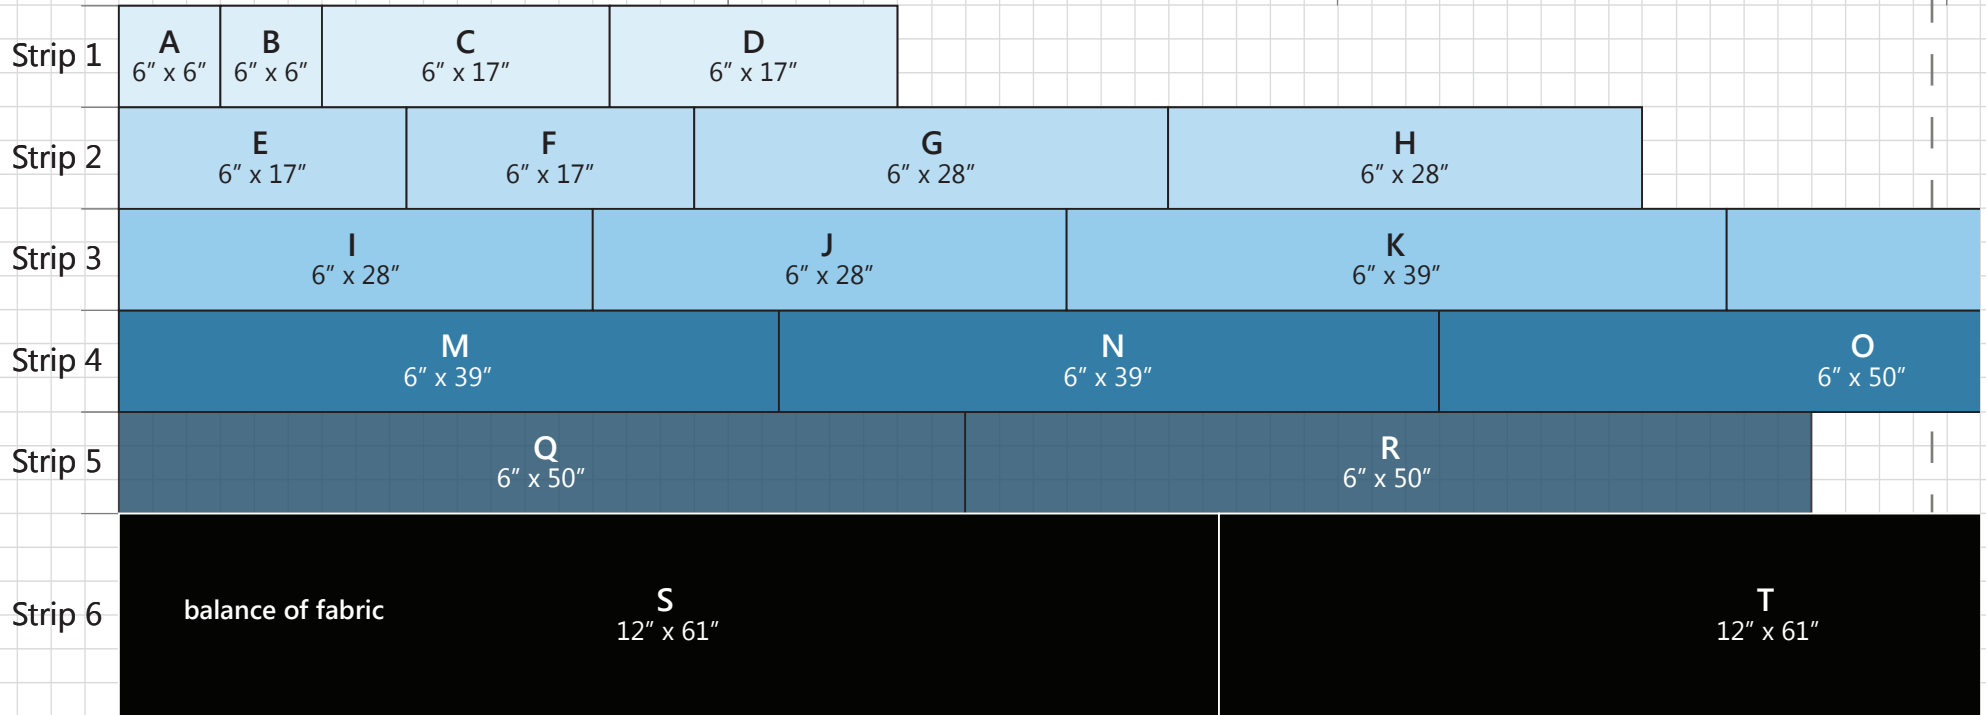 Strip 1
A
6” x 6”
B
6” x 6”
C
6” x 17”
D
6” x 17”
Strip 2
E
6” x 17”
F
6” x 17”
G
6” x 28”
H
6” x 28”
Strip 3
I
6” x 28”
J
6” x 28”
K
6” x 39”
Strip 4
M
6” x 39”
N
6” x 39”
O
6” x 50”
Strip 5
Q
6” x 50”
R
6” x 50”
Strip 6
balance of fabric
S
12” x 61”
T
12” x 61”